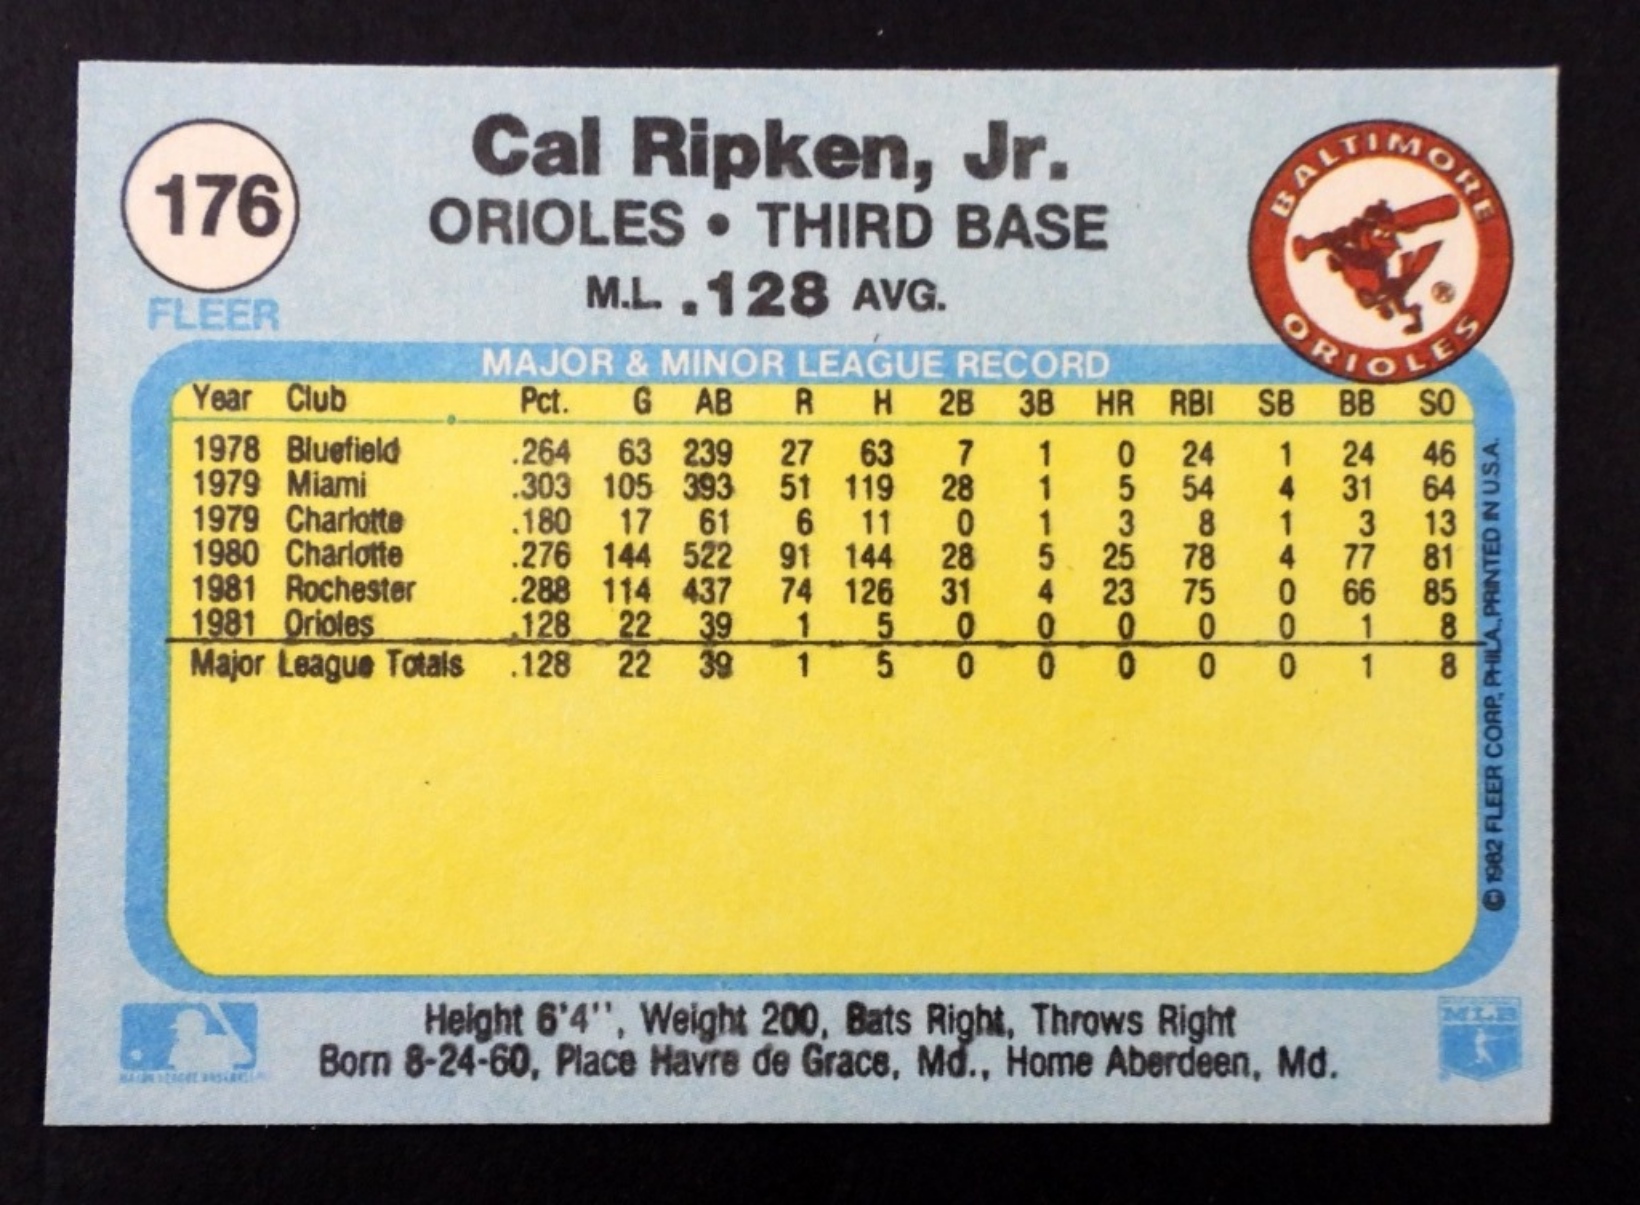 176
FLEER
Cal Ripken, Jr.
ORIOLES • THIRD BASE
M.L. .128 AVG.
BALTIMORE
ORIOLES
®
MAJOR & MINOR LEAGUE RECORD
Year Club Pct. G AB R H 2B 3B HR RBI SB BB SO
1978 Bluefield .264 63 239 27 63 7 1 0 24 1 24 46
1979 Miami .303 105 393 51 119 28 1 5 54 4 31 64
1979 Charlotte .180 17 61 6 11 0 1 3 8 1 3 13
1980 Charlotte .276 144 522 91 144 28 5 25 78 4 77 81
1981 Rochester .288 114 437 74 126 31 4 23 75 0 66 85
1981 Orioles .128 22 39 1 5 0 0 0 0 0 1 8
Major League Totals .128 22 39 1 5 0 0 0 0 0 1 8
© 1982 FLEER CORP., PHILA., PRINTED IN U.S.A.
Height 6'4'', Weight 200, Bats Right, Throws Right
Born 8-24-60, Place Havre de Grace, Md., Home Aberdeen, Md.
MAJOR LEAGUE BASEBALL
MLB